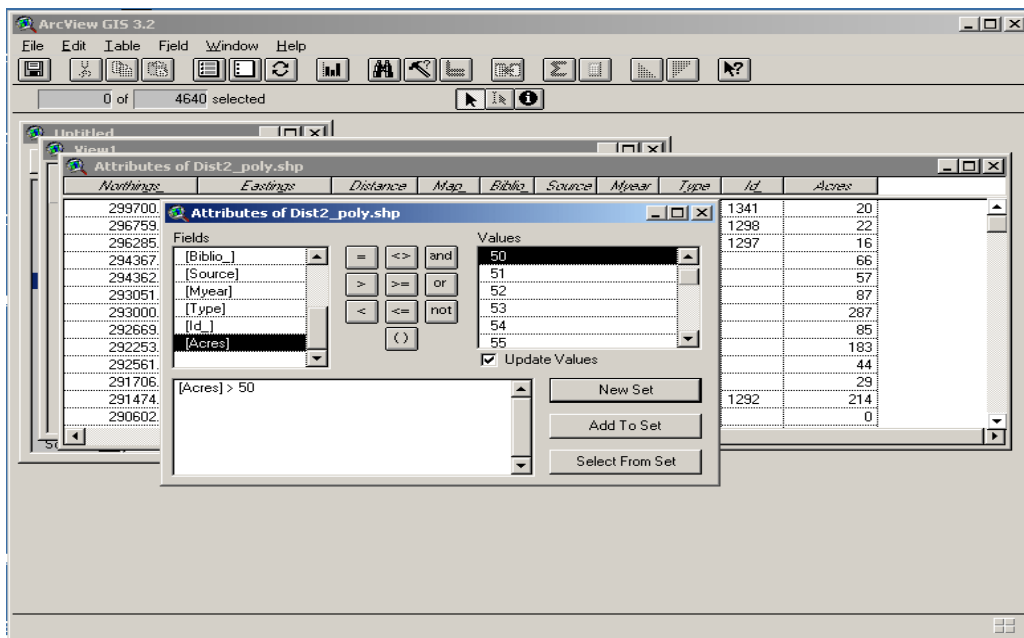 ArcView GIS 3.2
File Edit Table Field Window Help
0 of 4640 selected
Untitled
View1
Attributes of Dist2_poly.shp
Northings_ Eastings Distance Map_ Biblio_ Source Myear Type Id_ Acres
299700. 1341 20
296759. 1298 22
296285. 1297 16
294367. 66
294362. 57
293051. 87
293000. 287
292669. 85
292253. 183
292561. 44
291706. 29
291474. 1292 214
290602. 0
Attributes of Dist2_poly.shp
Fields
[Biblio_]
[Source]
[Myear]
[Type]
[Id_]
[Acres]
= <> and
> >= or
< <= not
()
Values
50
51
52
53
54
55
Update Values
[Acres] > 50
New Set
Add To Set
Select From Set